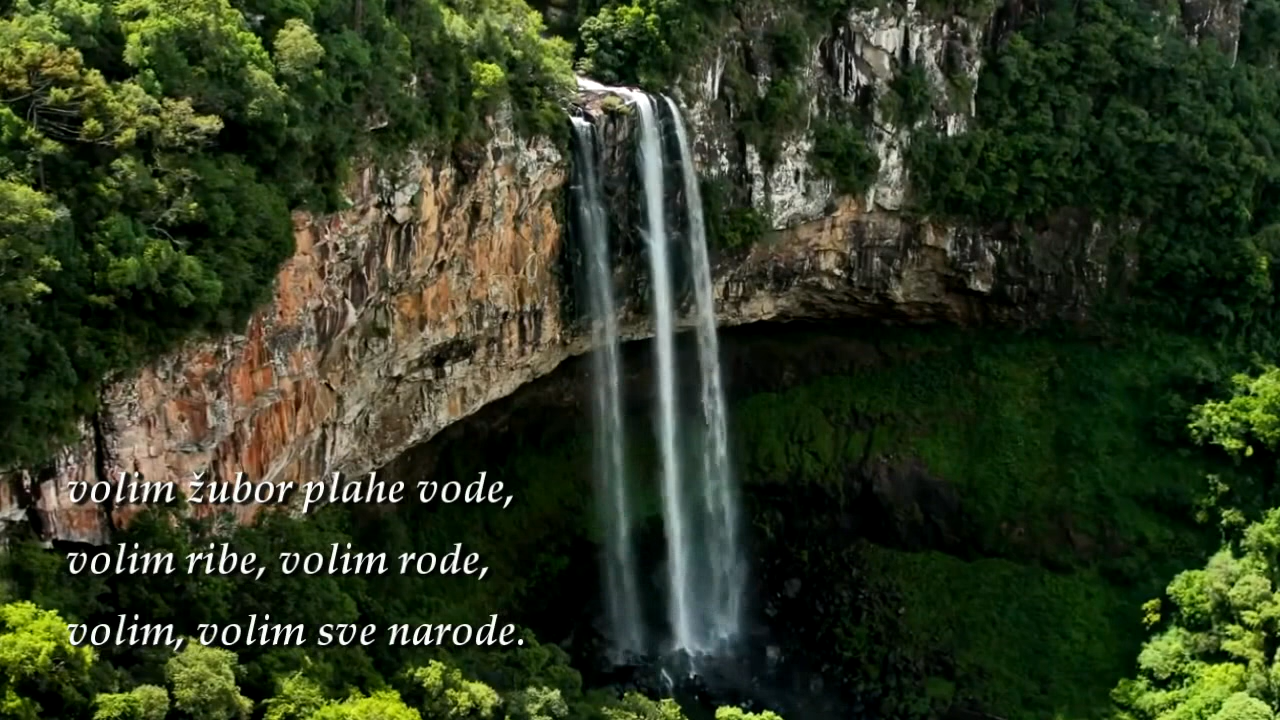 volim žubor plahe vode,
volim ribe, volim rode,
volim, volim sve narode.